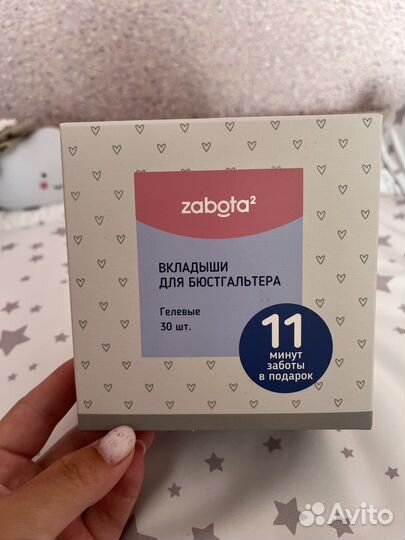 zabota²
ВКЛАДЫШИ
ДЛЯ БЮСТГАЛЬТЕРА
Гелевые
30 шт.
11
минут
заботы
в подарок
Avito